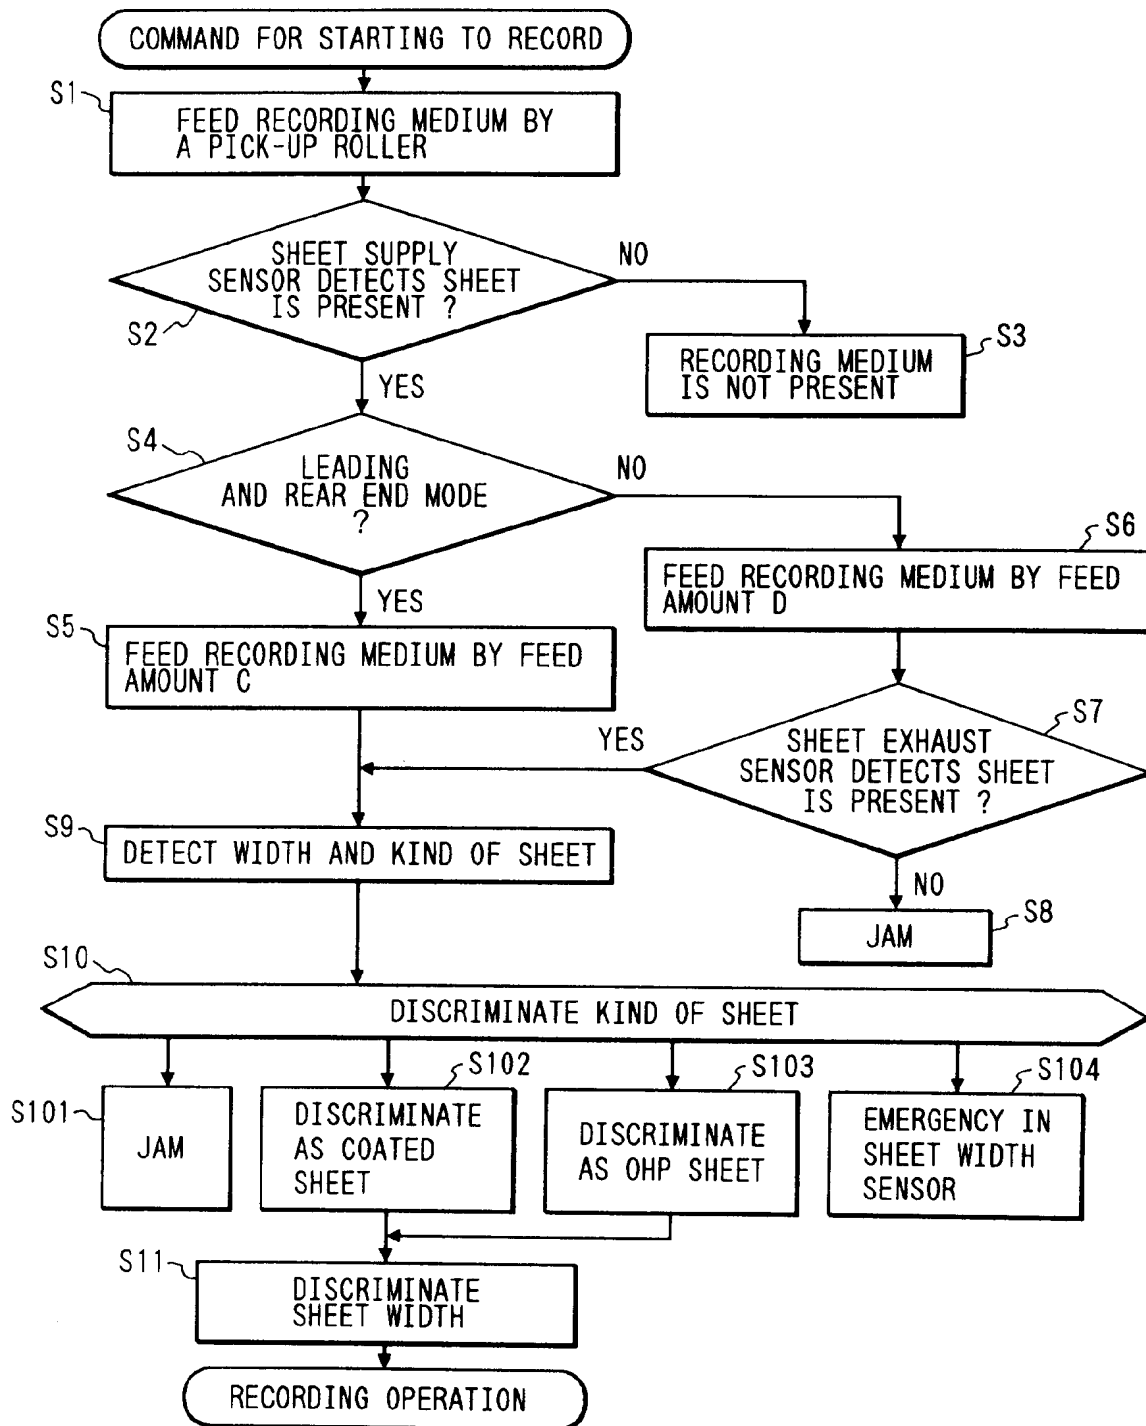 COMMAND FOR STARTING TO RECORD
S1
FEED RECORDING MEDIUM BY
A PICK-UP ROLLER
SHEET SUPPLY
SENSOR DETECTS SHEET
IS PRESENT ?
NO
S2
S3
RECORDING MEDIUM
IS NOT PRESENT
YES
S4
LEADING
AND REAR END MODE
?
NO
S6
FEED RECORDING MEDIUM BY FEED
AMOUNT D
YES
S5
FEED RECORDING MEDIUM BY FEED
AMOUNT C
S7
YES
SHEET EXHAUST
SENSOR DETECTS SHEET
IS PRESENT ?
S9
DETECT WIDTH AND KIND OF SHEET
NO
S8
JAM
S10
DISCRIMINATE KIND OF SHEET
S101
JAM
S102
DISCRIMINATE
AS COATED
SHEET
S103
DISCRIMINATE
AS OHP SHEET
S104
EMERGENCY IN
SHEET WIDTH
SENSOR
S11
DISCRIMINATE
SHEET WIDTH
RECORDING OPERATION